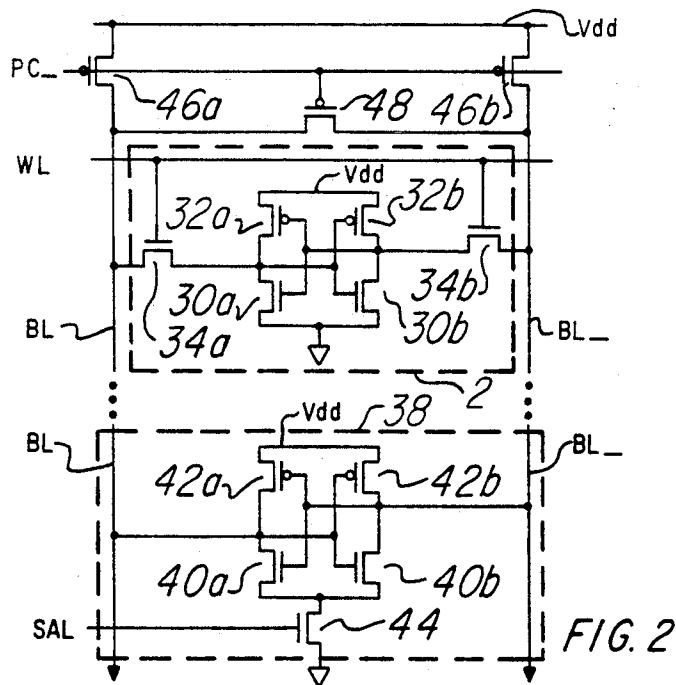 Vdd
PC_
46a
48
46b
WL
Vdd
32a
32b
34a
30a
30b
34b
BL
BL_
2
38
BL
Vdd
BL_
42a
42b
40a
40b
SAL
44
FIG. 2